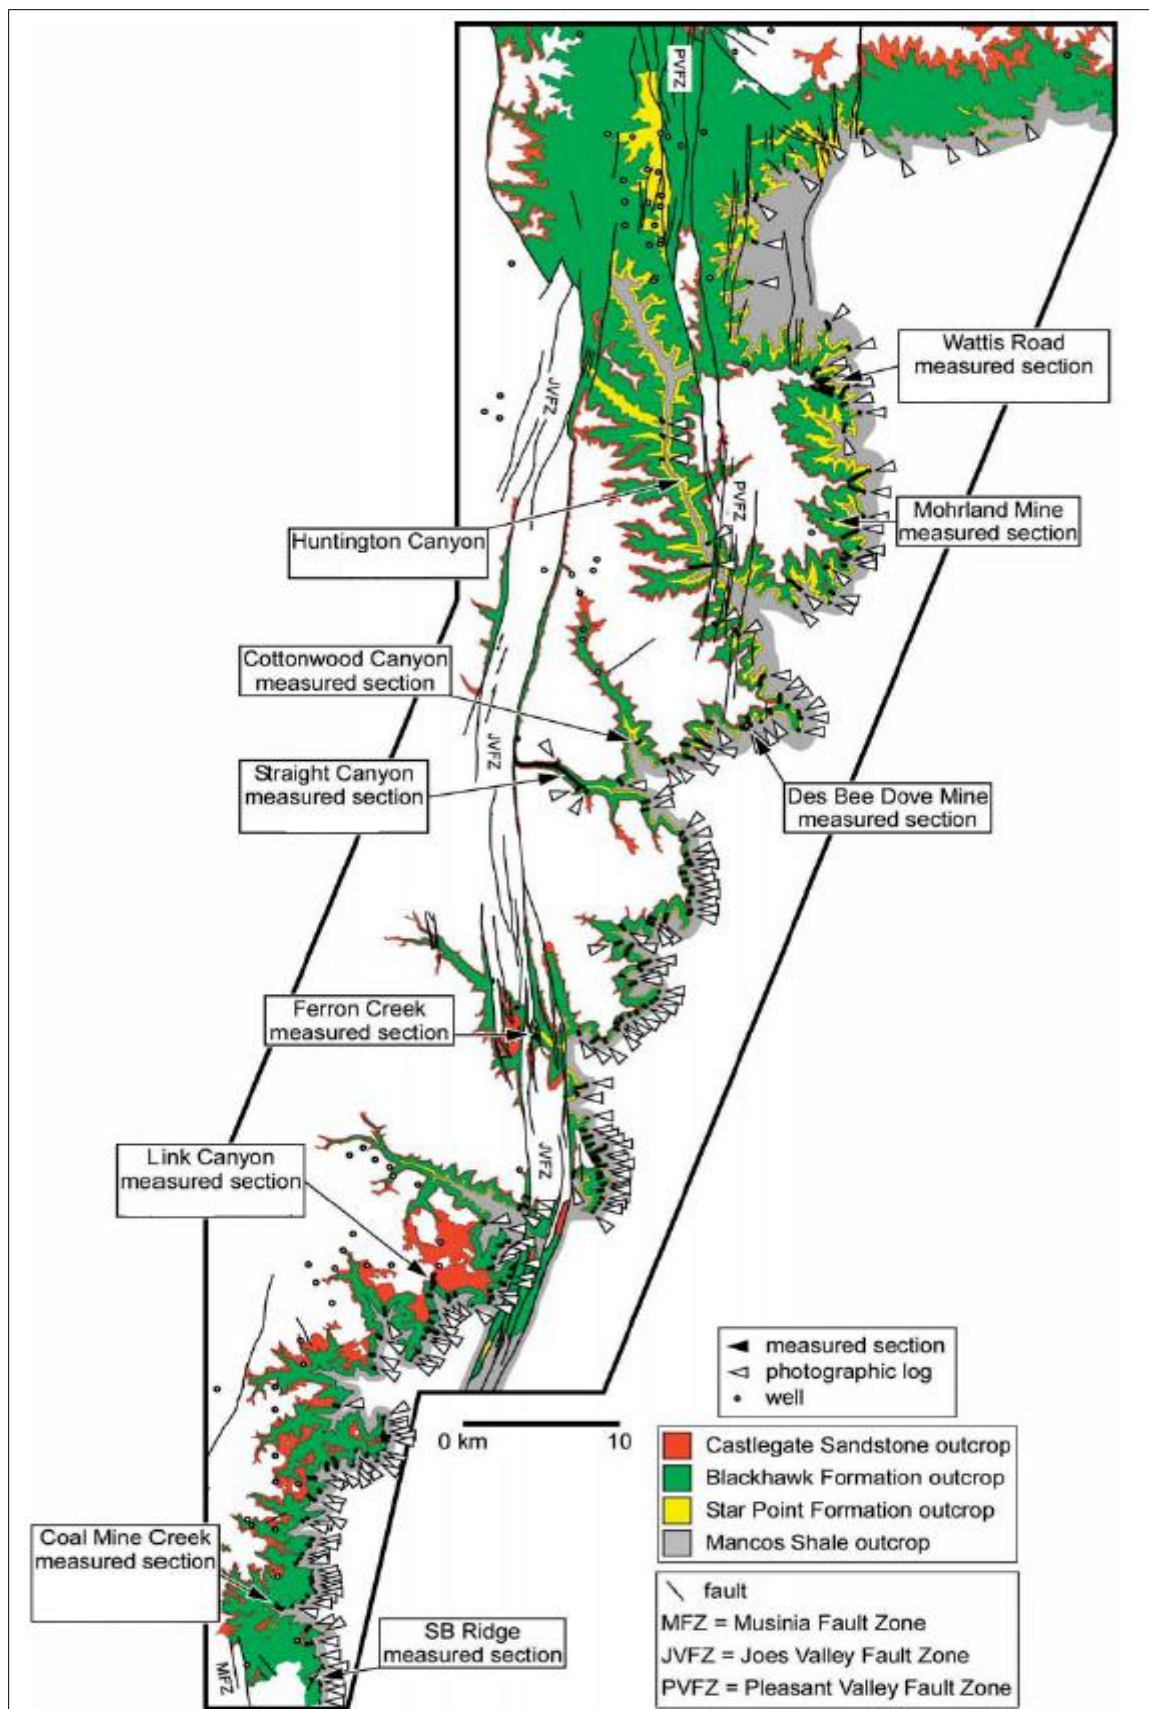 PVFZ
Wattis Road
measured section
JVFZ
PVFZ
Mohrland Mine
measured section
Huntington Canyon
Cottonwood Canyon
measured section
JVFZ
Straight Canyon
measured section
Des Bee Dove Mine
measured section
Ferron Creek
measured section
Link Canyon
measured section
JVFZ
measured section
photographic log
well
0 km 10
Castlegate Sandstone outcrop
Blackhawk Formation outcrop
Star Point Formation outcrop
Mancos Shale outcrop
Coal Mine Creek
measured section
fault
MFZ = Musinia Fault Zone
JVFZ = Joes Valley Fault Zone
PVFZ = Pleasant Valley Fault Zone
SB Ridge
measured section
MFZ